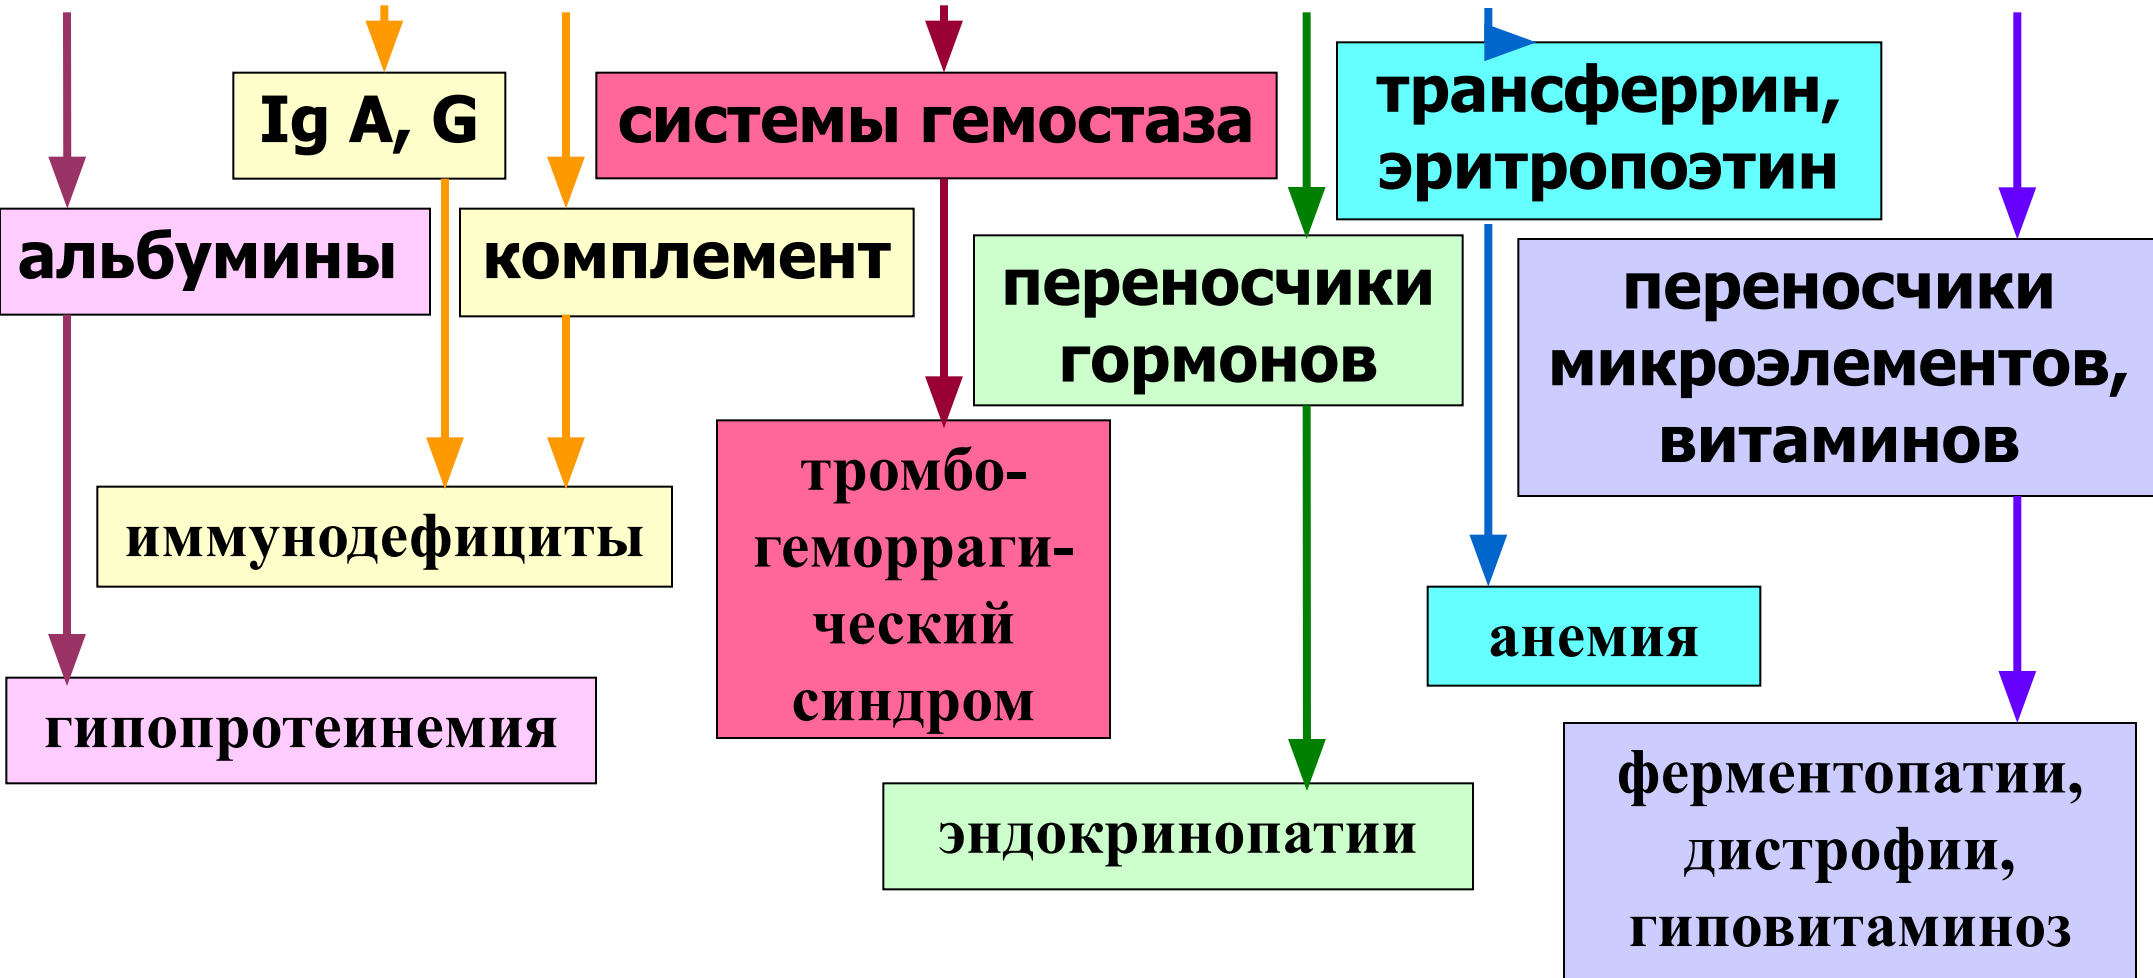 Ig A, G
системы гемостаза
трансферрин,
эритропоэтин
альбумины
комплемент
переносчики
гормонов
переносчики
микроэлементов,
витаминов
иммунодефициты
тромбо-
геморраги-
ческий
синдром
анемия
гипопротеинемия
эндокринопатии
ферментопатии,
дистрофии,
гиповитаминоз